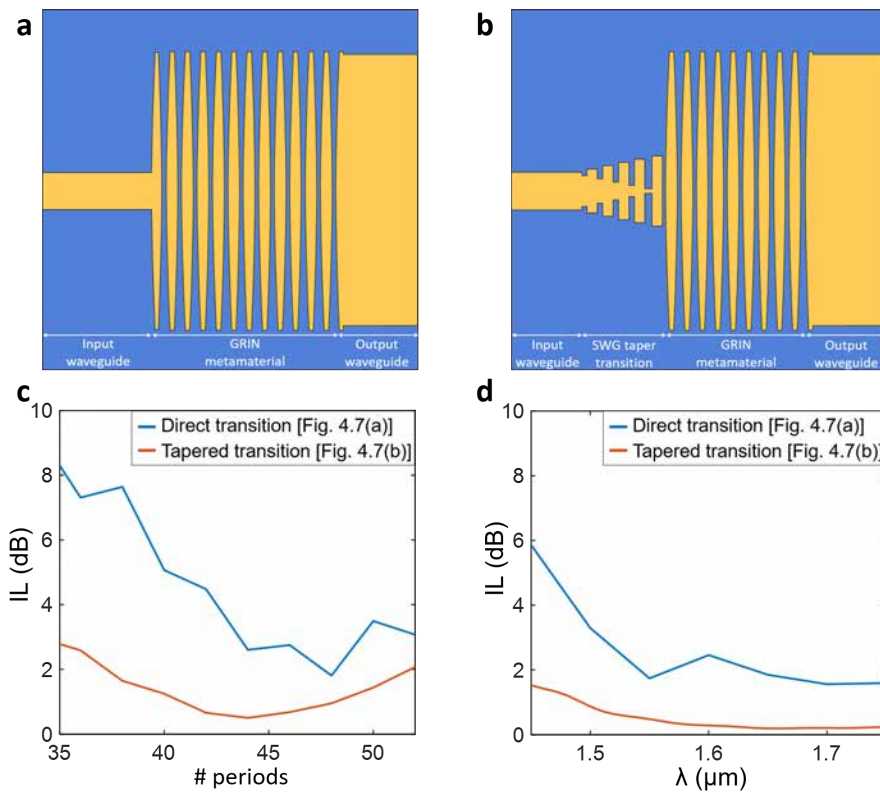 a
Input
waveguide
GRIN
metamaterial
Output
waveguide
b
Input
waveguide
SWG taper
transition
GRIN
metamaterial
Output
waveguide
c
10
8
6
4
2
0
IL (dB)
35
40
45
50
# periods
Direct transition [Fig. 4.7(a)]
Tapered transition [Fig. 4.7(b)]
d
10
8
6
4
2
0
IL (dB)
1.5
1.6
1.7
λ (μm)
Direct transition [Fig. 4.7(a)]
Tapered transition [Fig. 4.7(b)]